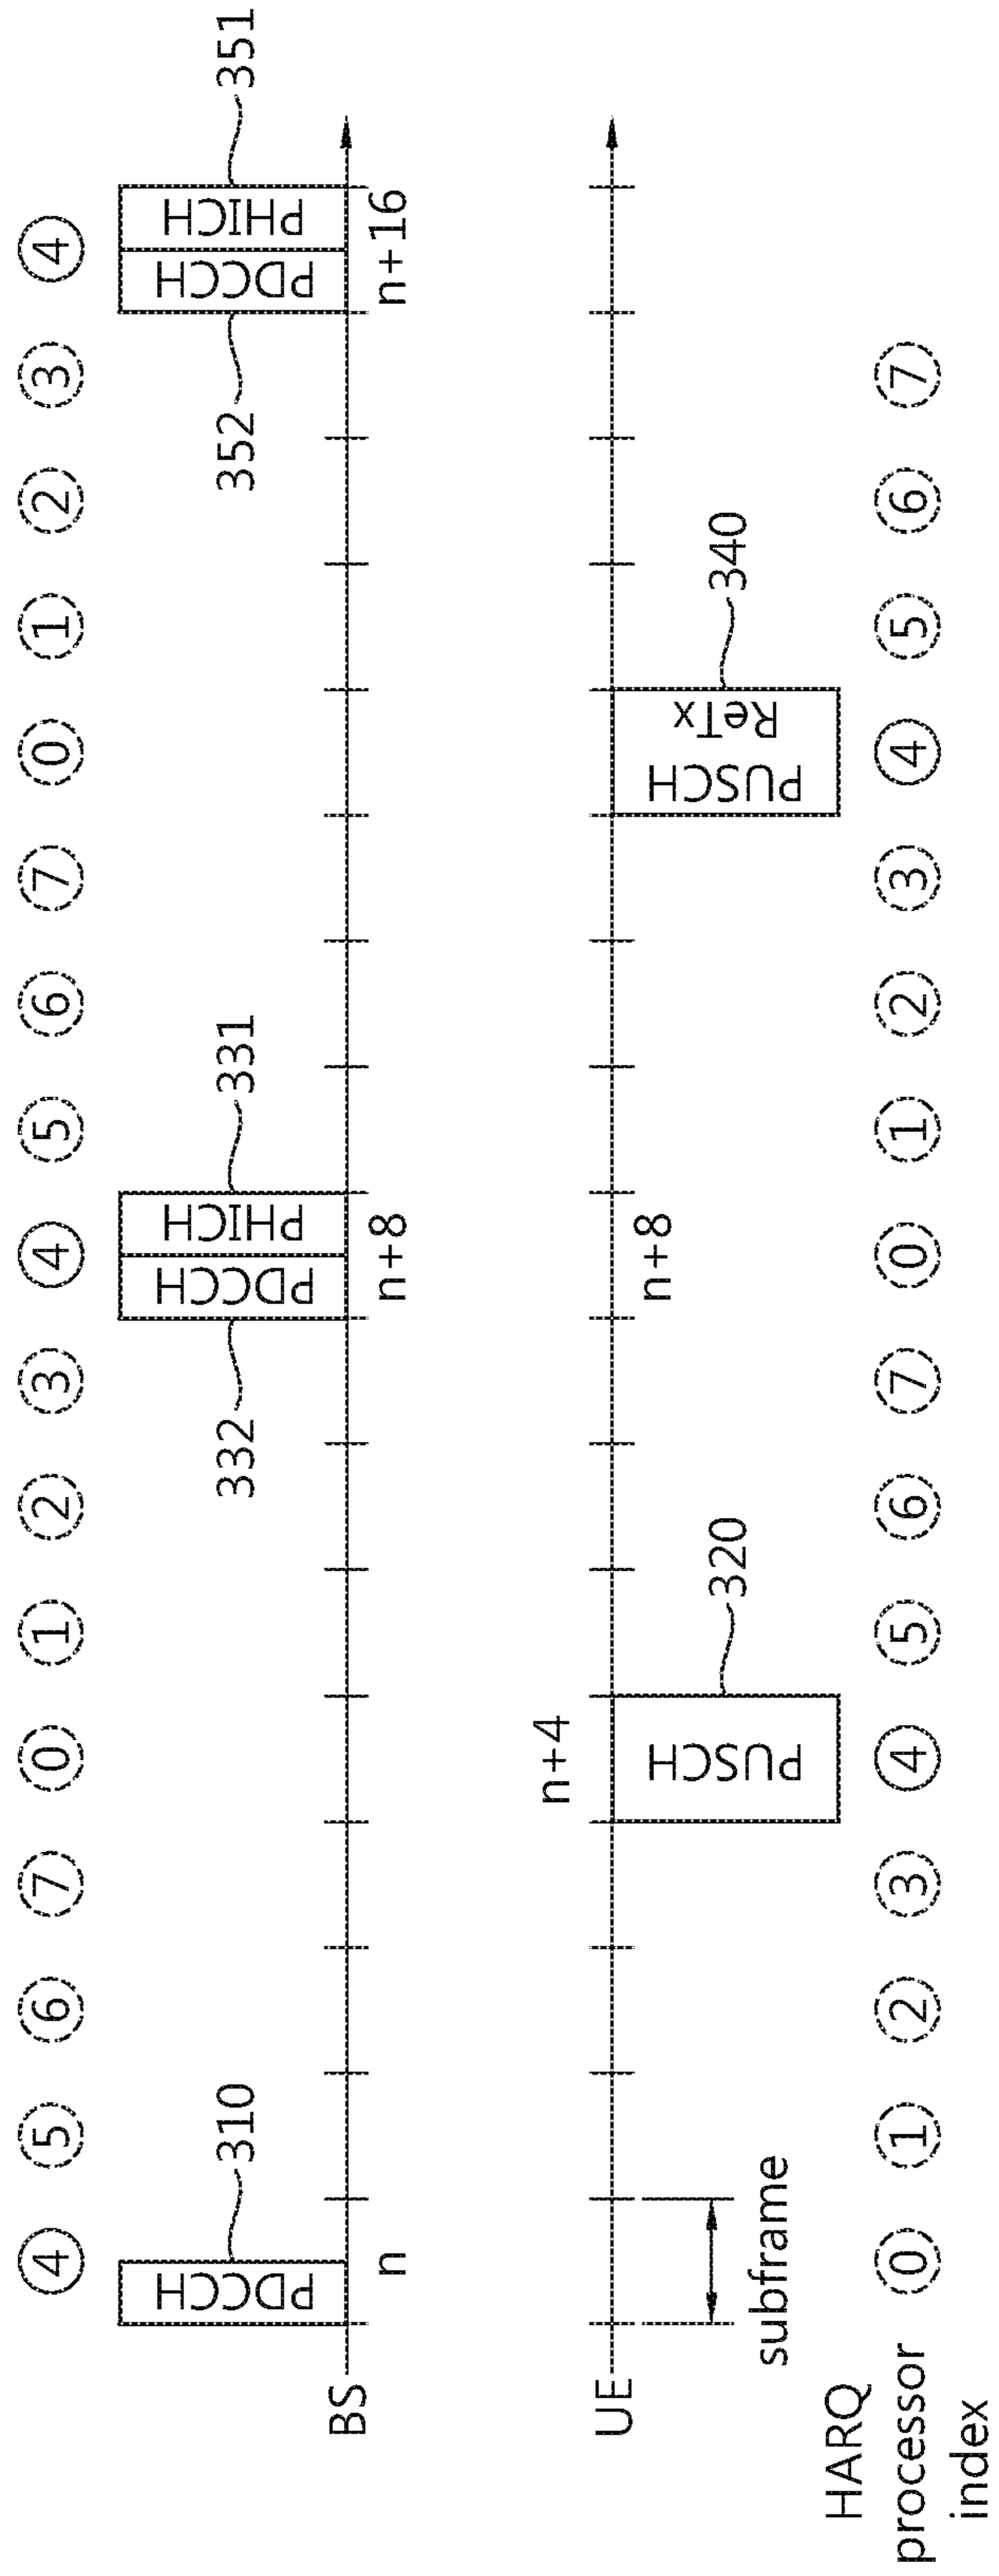 4 5 6 7 0 1 2 3 4 5 6 7 0 1 2 3 4
310 332 331 352 351
PDCCH PDCCH PHICH PDCCH PHICH
BS
n n+8 n+16
n+4
UE
n+8
PUSCH PUSCH ReTx
320 340
subframe
HARQ processor index
0 1 2 3 4 5 6 7 0 1 2 3 4 5 6 7